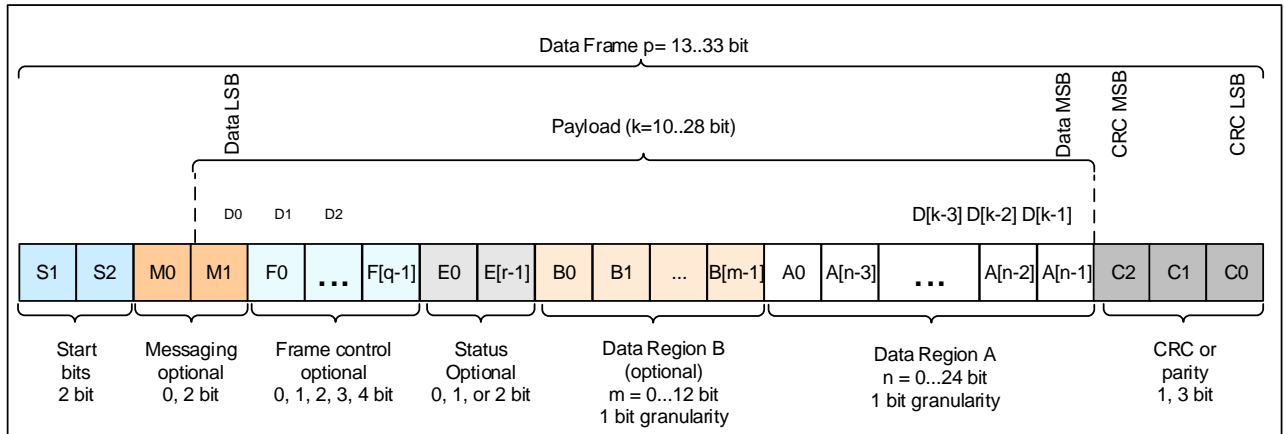 Data Frame p= 13..33 bit
Data LSB
Payload (k=10..28 bit)
Data MSB
CRC MSB
CRC LSB
D0 D1 D2 D[k-3] D[k-2] D[k-1]
S1 S2 M0 M1 F0 ... F[q-1] E0 E[r-1] B0 B1 ... B[m-1] A0 A[n-3] ... A[n-2] A[n-1] C2 C1 C0
Start
bits
2 bit
Messaging
optional
0, 2 bit
Frame control
optional
0, 1, 2, 3, 4 bit
Status
Optional
0, 1, or 2 bit
Data Region B
(optional)
m = 0...12 bit
1 bit granularity
Data Region A
n = 0...24 bit
1 bit granularity
CRC or
parity
1, 3 bit